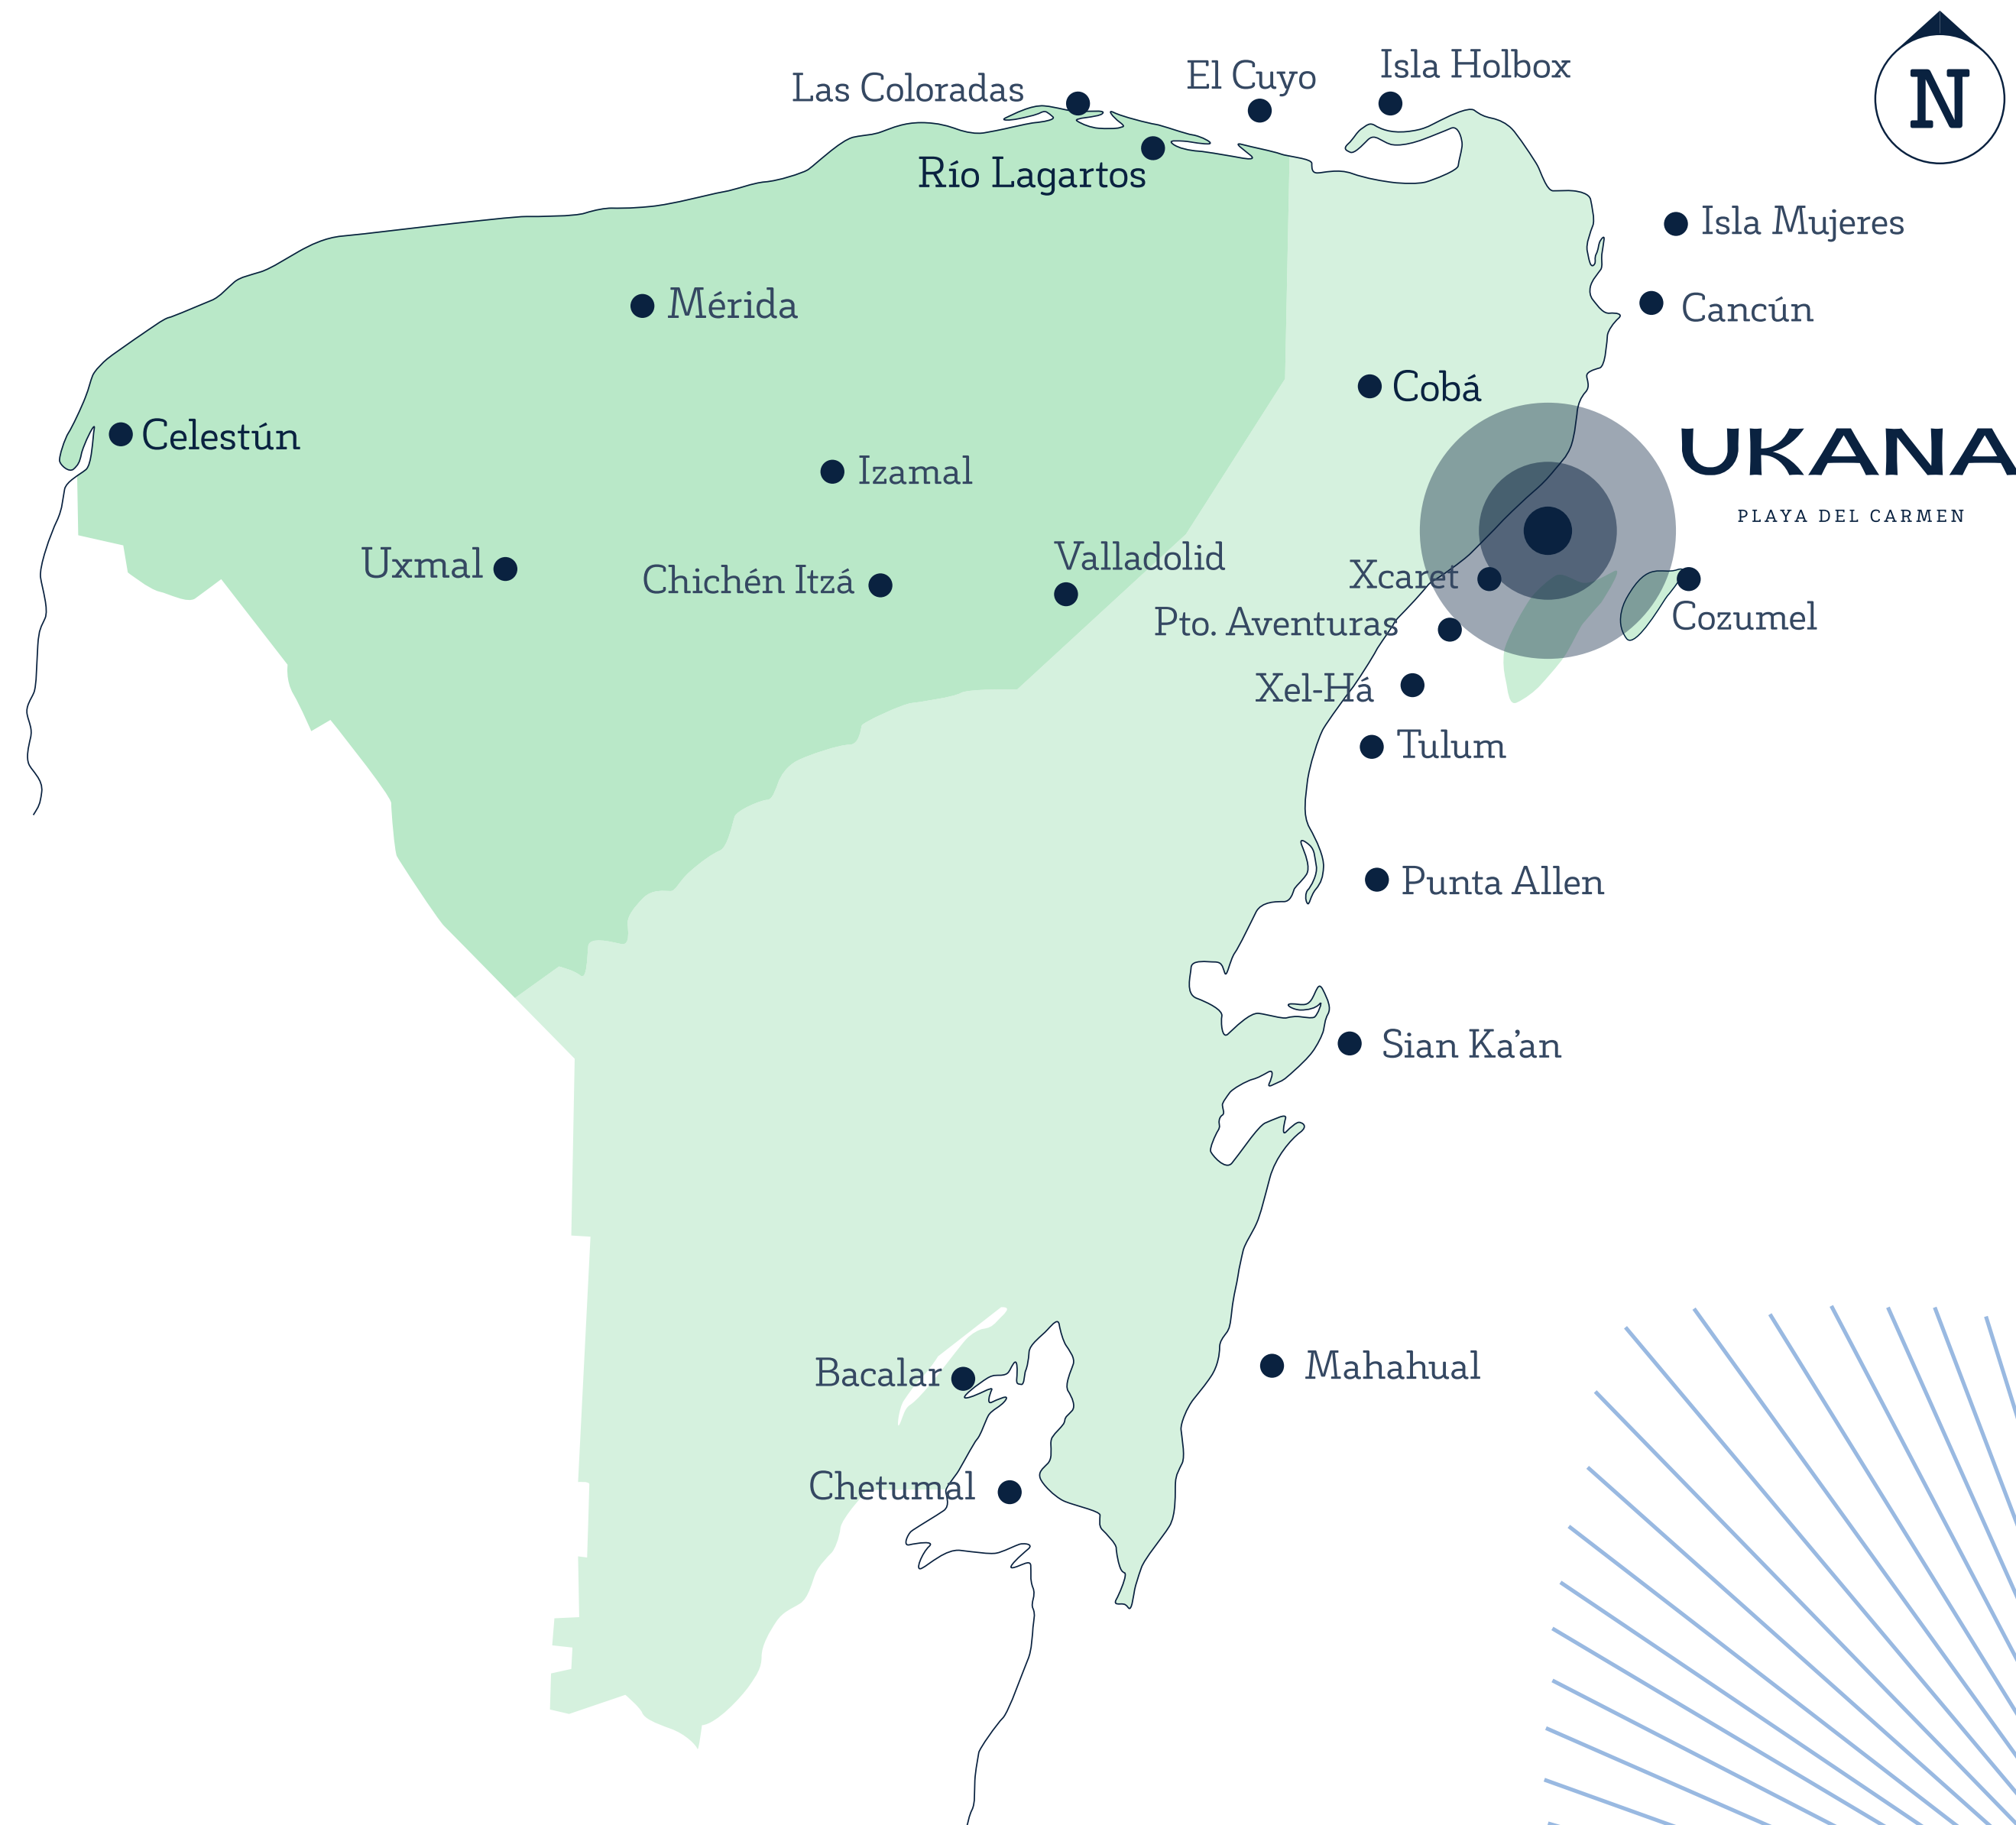 Isla Holbox
El Cuyo
Las Coloradas
N
Río Lagartos
Isla Mujeres
Mérida
Cancún
Cobá
Celestún
UKANA
PLAYA DEL CARMEN
Izamal
Valladolid
Uxmal
Chichén Itzá
Xcaret
Cozumel
Pto. Aventuras
Xel-Há
Tulum
Punta Allen
Sian Ka’an
Bacalar
Mahahual
Chetumal